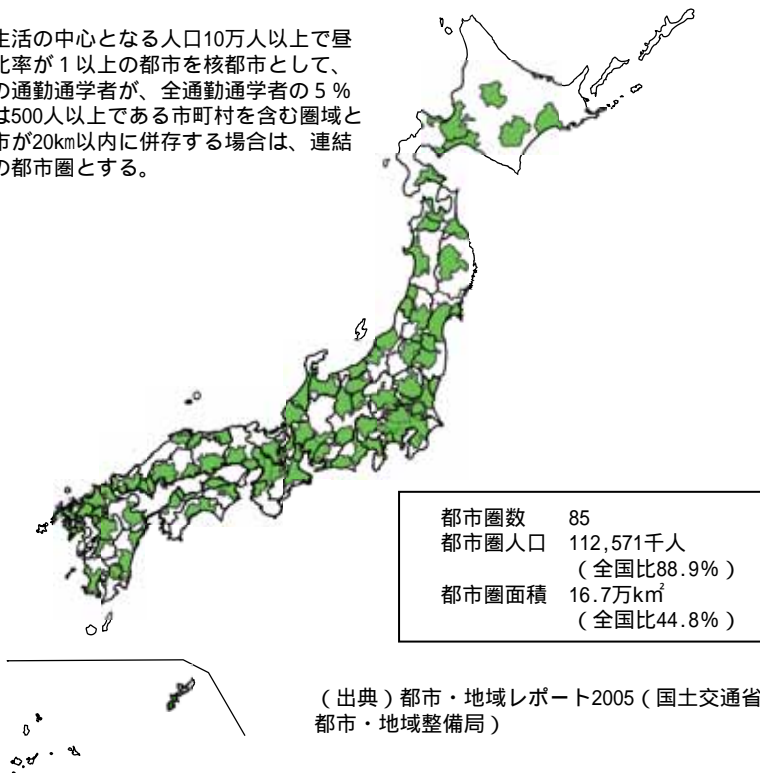 生活の中心となる人口10万人以上で昼
比率が１以上の都市を核都市として、
の通勤通学者が、全通勤通学者の５％
は500人以上である市町村を含む圏域と
市が20㎞以内に併存する場合は、連結
の都市圏とする。
都市圏数 85
都市圏人口 112,571千人
（全国比88.9％）
都市圏面積 16.7万k㎡
（全国比44.8％）
（出典）都市・地域レポート2005（国土交通省
都市・地域整備局）